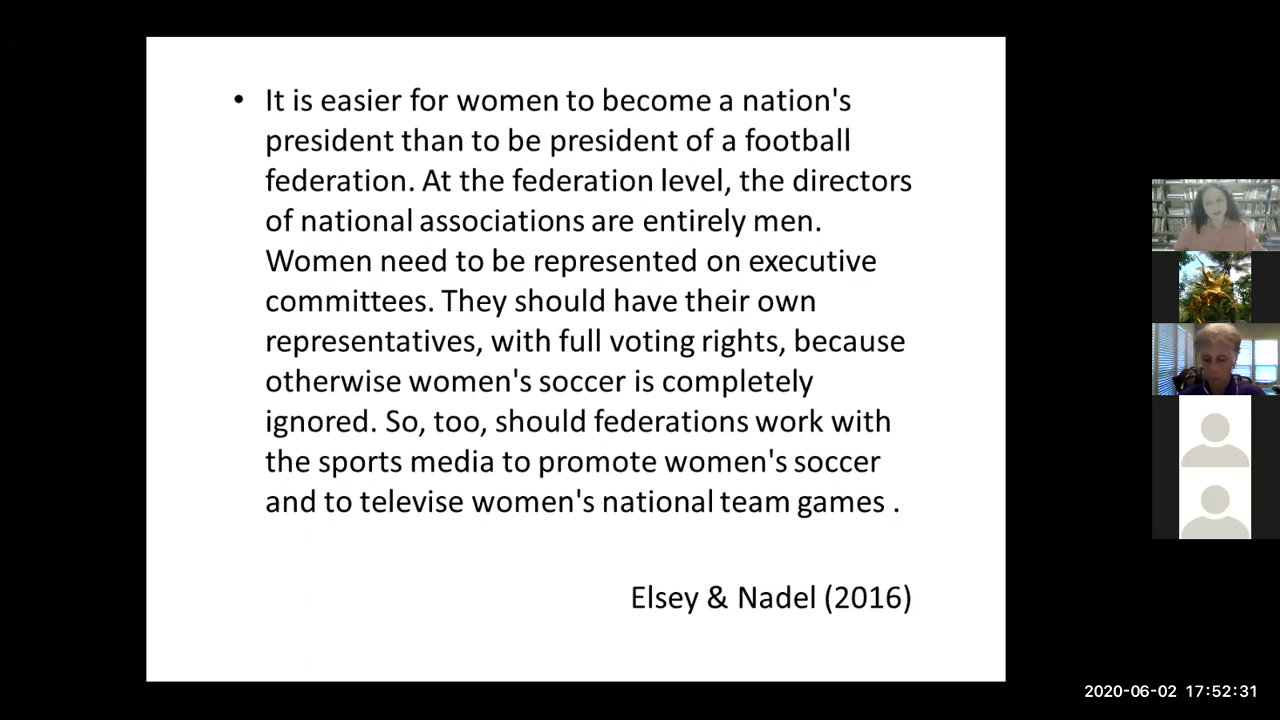 • It is easier for women to become a nation's
president than to be president of a football
federation. At the federation level, the directors
of national associations are entirely men.
Women need to be represented on executive
committees. They should have their own
representatives, with full voting rights, because
otherwise women's soccer is completely
ignored. So, too, should federations work with
the sports media to promote women's soccer
and to televise women's national team games .
Elsey & Nadel (2016)
2020-06-02 17:52:31